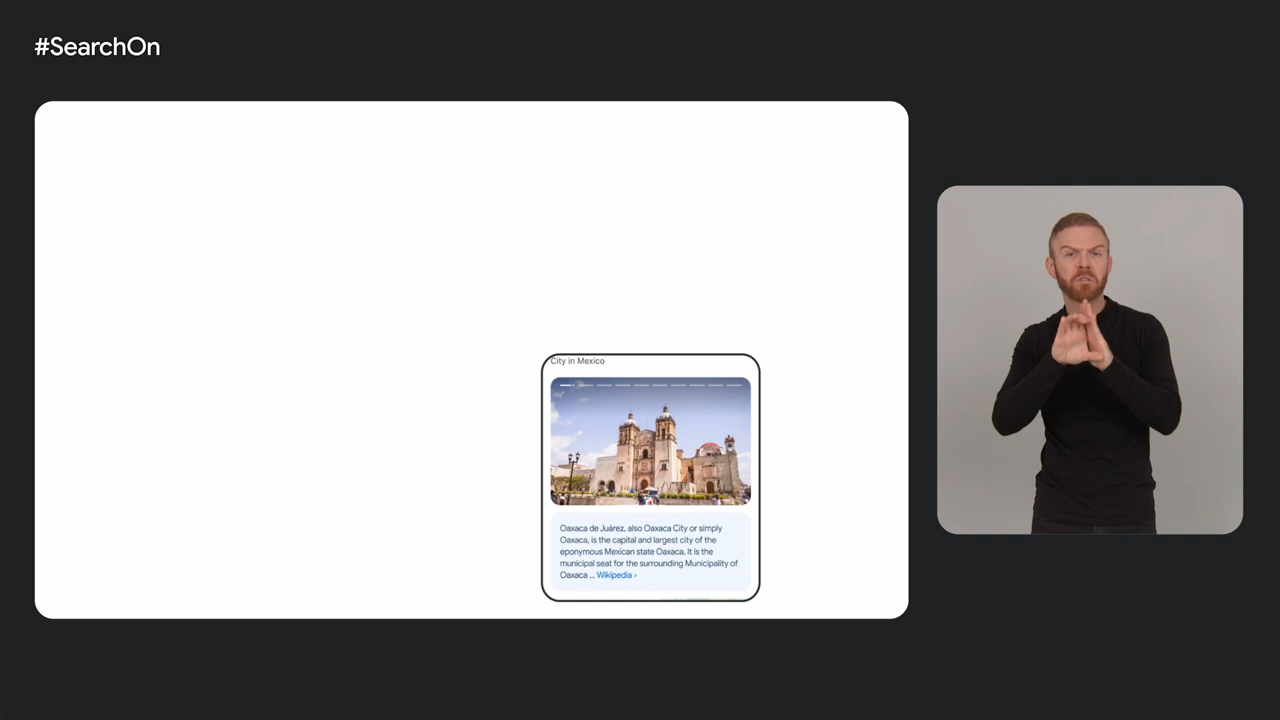 #SearchOn
City in Mexico
Oaxaca de Juárez, also Oaxaca City or simply
Oaxaca, is the capital and largest city of the
eponymous Mexican state Oaxaca. It is the
municipal seat for the surrounding Municipality of
Oaxaca ... Wikipedia ›